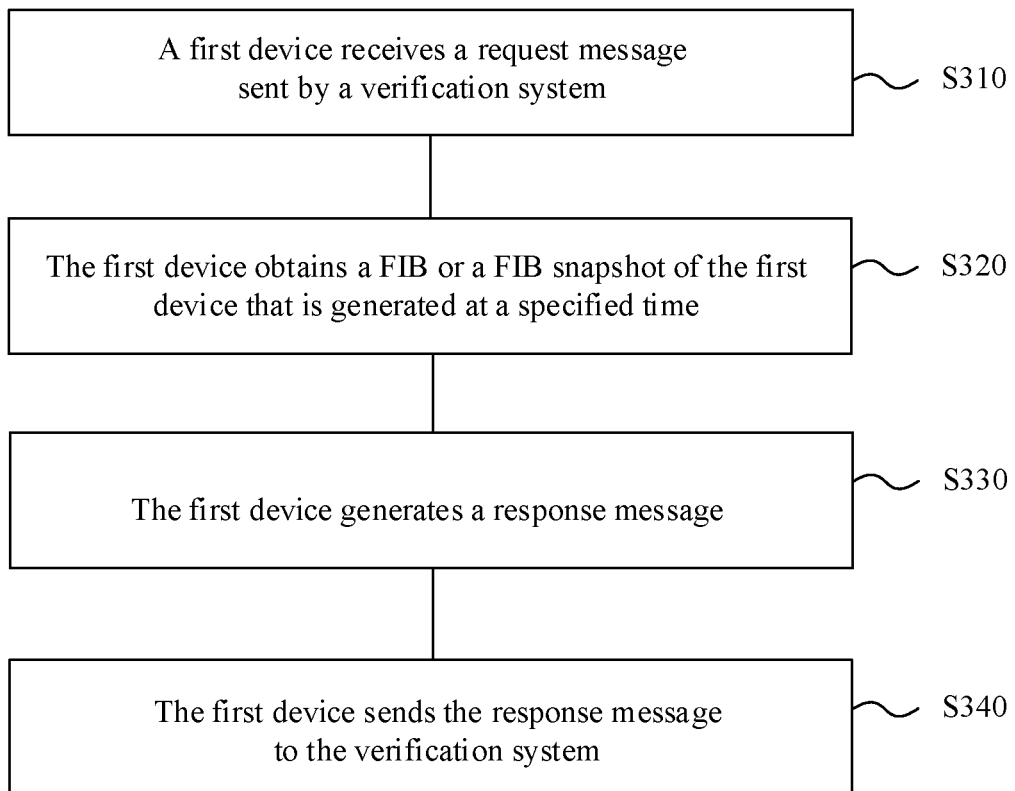 A first device receives a request message
sent by a verification system
S310
The first device obtains a FIB or a FIB snapshot of the first
device that is generated at a specified time
S320
The first device generates a response message
S330
The first device sends the response message
to the verification system
S340